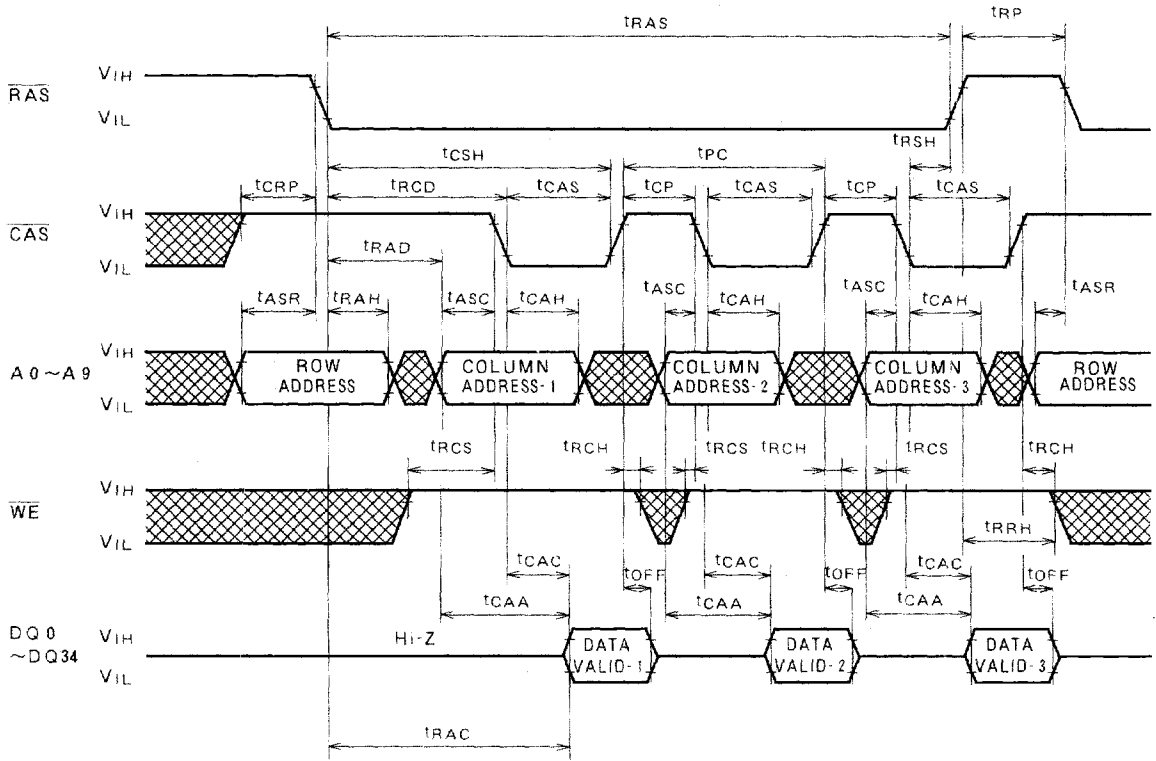 tRAS tRP
RAS VIH
VIL
tRSH
tCSH tPC
tCRP tRCD tCAS tCP tCAS tCP tCAS
CAS VIH
VIL
tRAD
tASR tRAH tASC tCAH tASC tCAH tASC tCAH tASR
A0~A9 VIH
VIL
ROW ADDRESS
COLUMN ADDRESS-1
COLUMN ADDRESS-2
COLUMN ADDRESS-3
ROW ADDRESS
tRCS tRCH tRCS tRCH tRCS tRCH
WE VIH
VIL
tRRH
tCAC tOFF tCAC tOFF tCAC tOFF
tCAA tCAA tCAA
DQ0 ~DQ34 VIH
VIL
Hi-Z
DATA VALID-1
DATA VALID-2
DATA VALID-3
tRAC